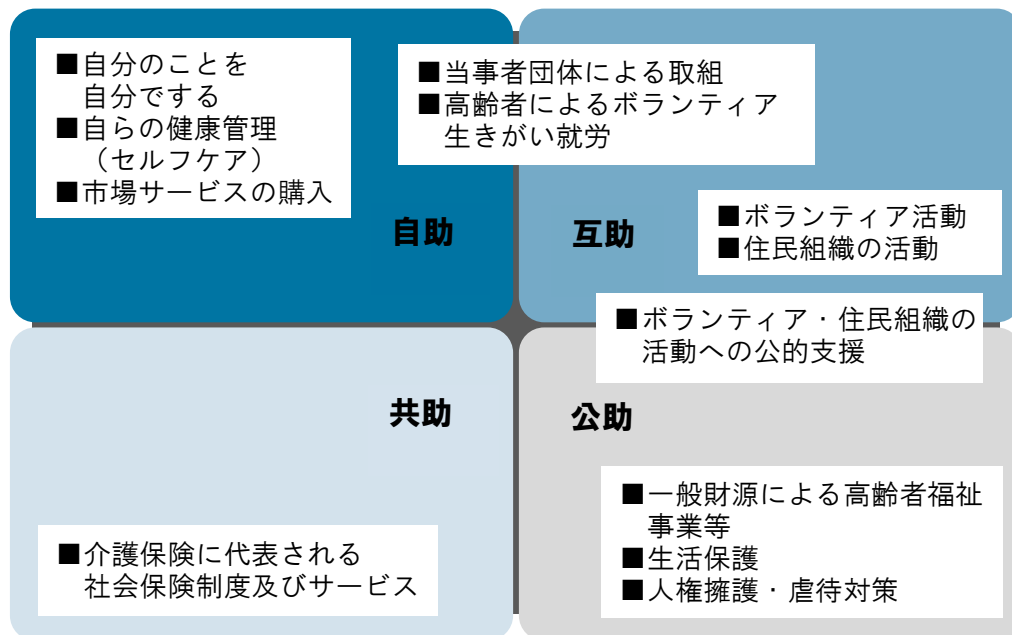 ■自分のことを
自分でする
■自らの健康管理
（セルフケア）
■市場サービスの購入
■当事者団体による取組
■高齢者によるボランティア
生きがい就労
自助
互助
■ボランティア活動
■住民組織の活動
■ボランティア・住民組織の
活動への公的支援
共助
公助
■介護保険に代表される
社会保険制度及びサービス
■一般財源による高齢者福祉
事業等
■生活保護
■人権擁護・虐待対策